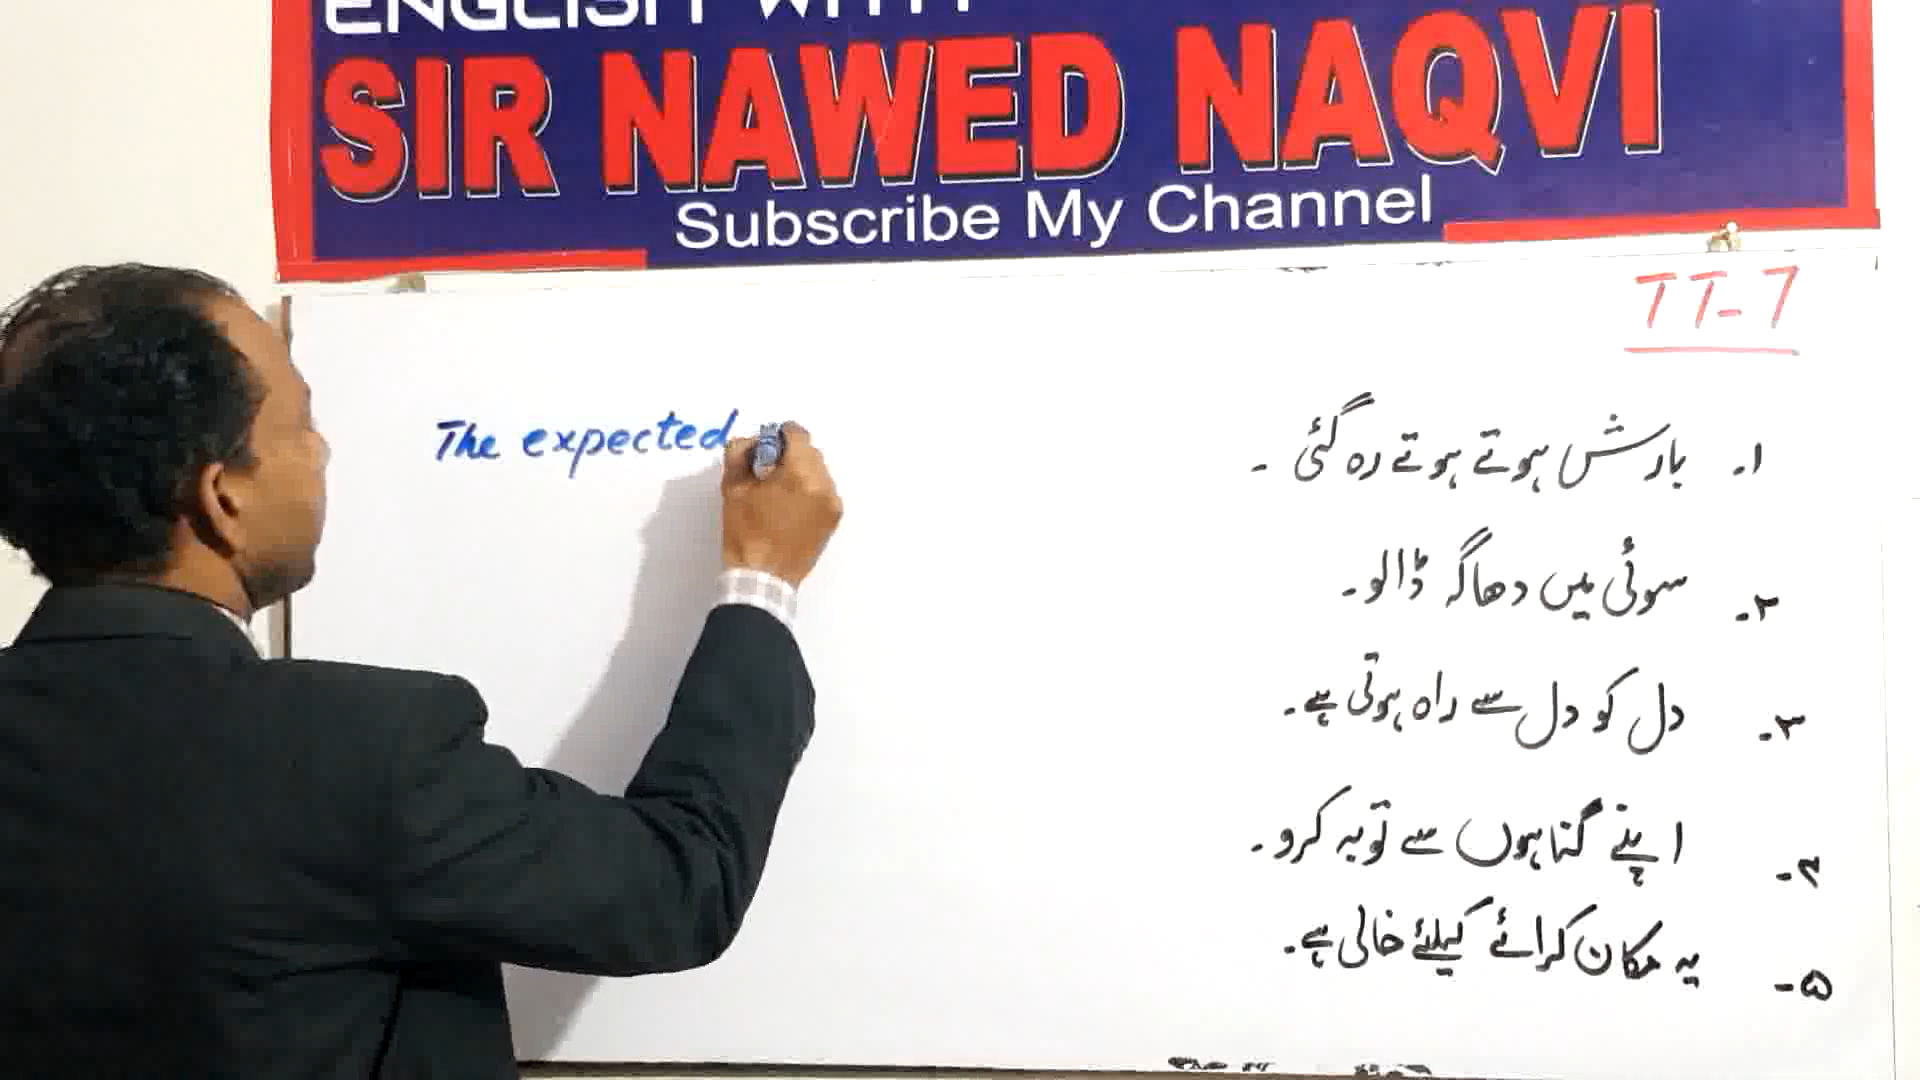 ENGLISH WITH
SIR NAWED NAQVI
Subscribe My Channel
TT-7
The expected
۱۔ بارش ہوتے ہوتے رہ گئی ۔
۲۔ سوئی میں دھاگہ ڈالو۔
۳۔ دل کو دل سے راہ ہوتی ہے۔
۴۔ اپنے گناہوں سے توبہ کرو۔
۵۔ یہ مکان کرائے کیلئے خالی ہے۔